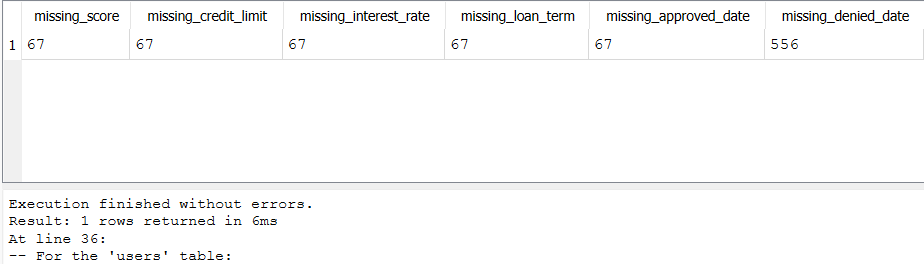 missing_score missing_credit_limit missing_interest_rate missing_loan_term missing_approved_date missing_denied_date
1 67 67 67 67 67 556
Execution finished without errors.
Result: 1 rows returned in 6ms
At line 36:
-- For the 'users' table: